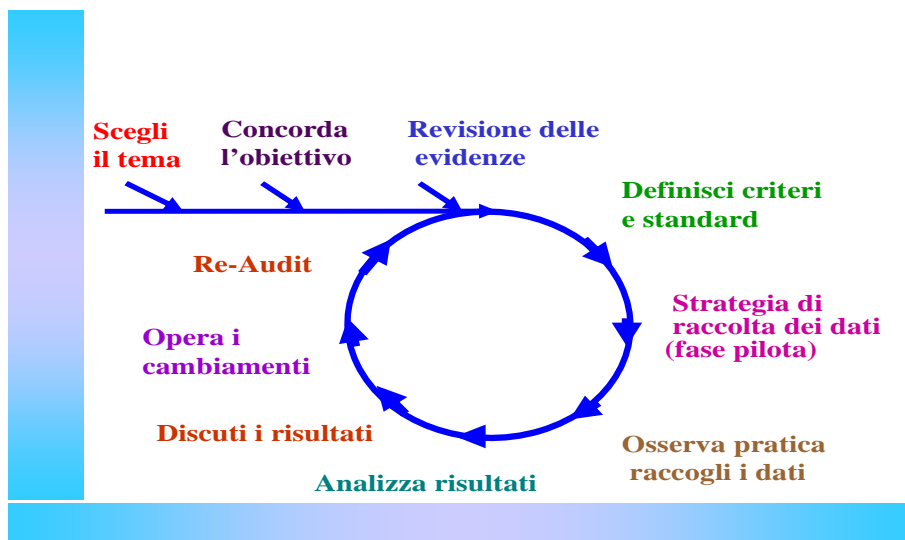 Scegli
il tema
Concorda
l’obiettivo
Revisione delle
evidenze
Definisci criteri
e standard
Strategia di
raccolta dei dati
(fase pilota)
Osserva pratica
raccogli i dati
Analizza risultati
Discuti i risultati
Opera i
cambiamenti
Re-Audit